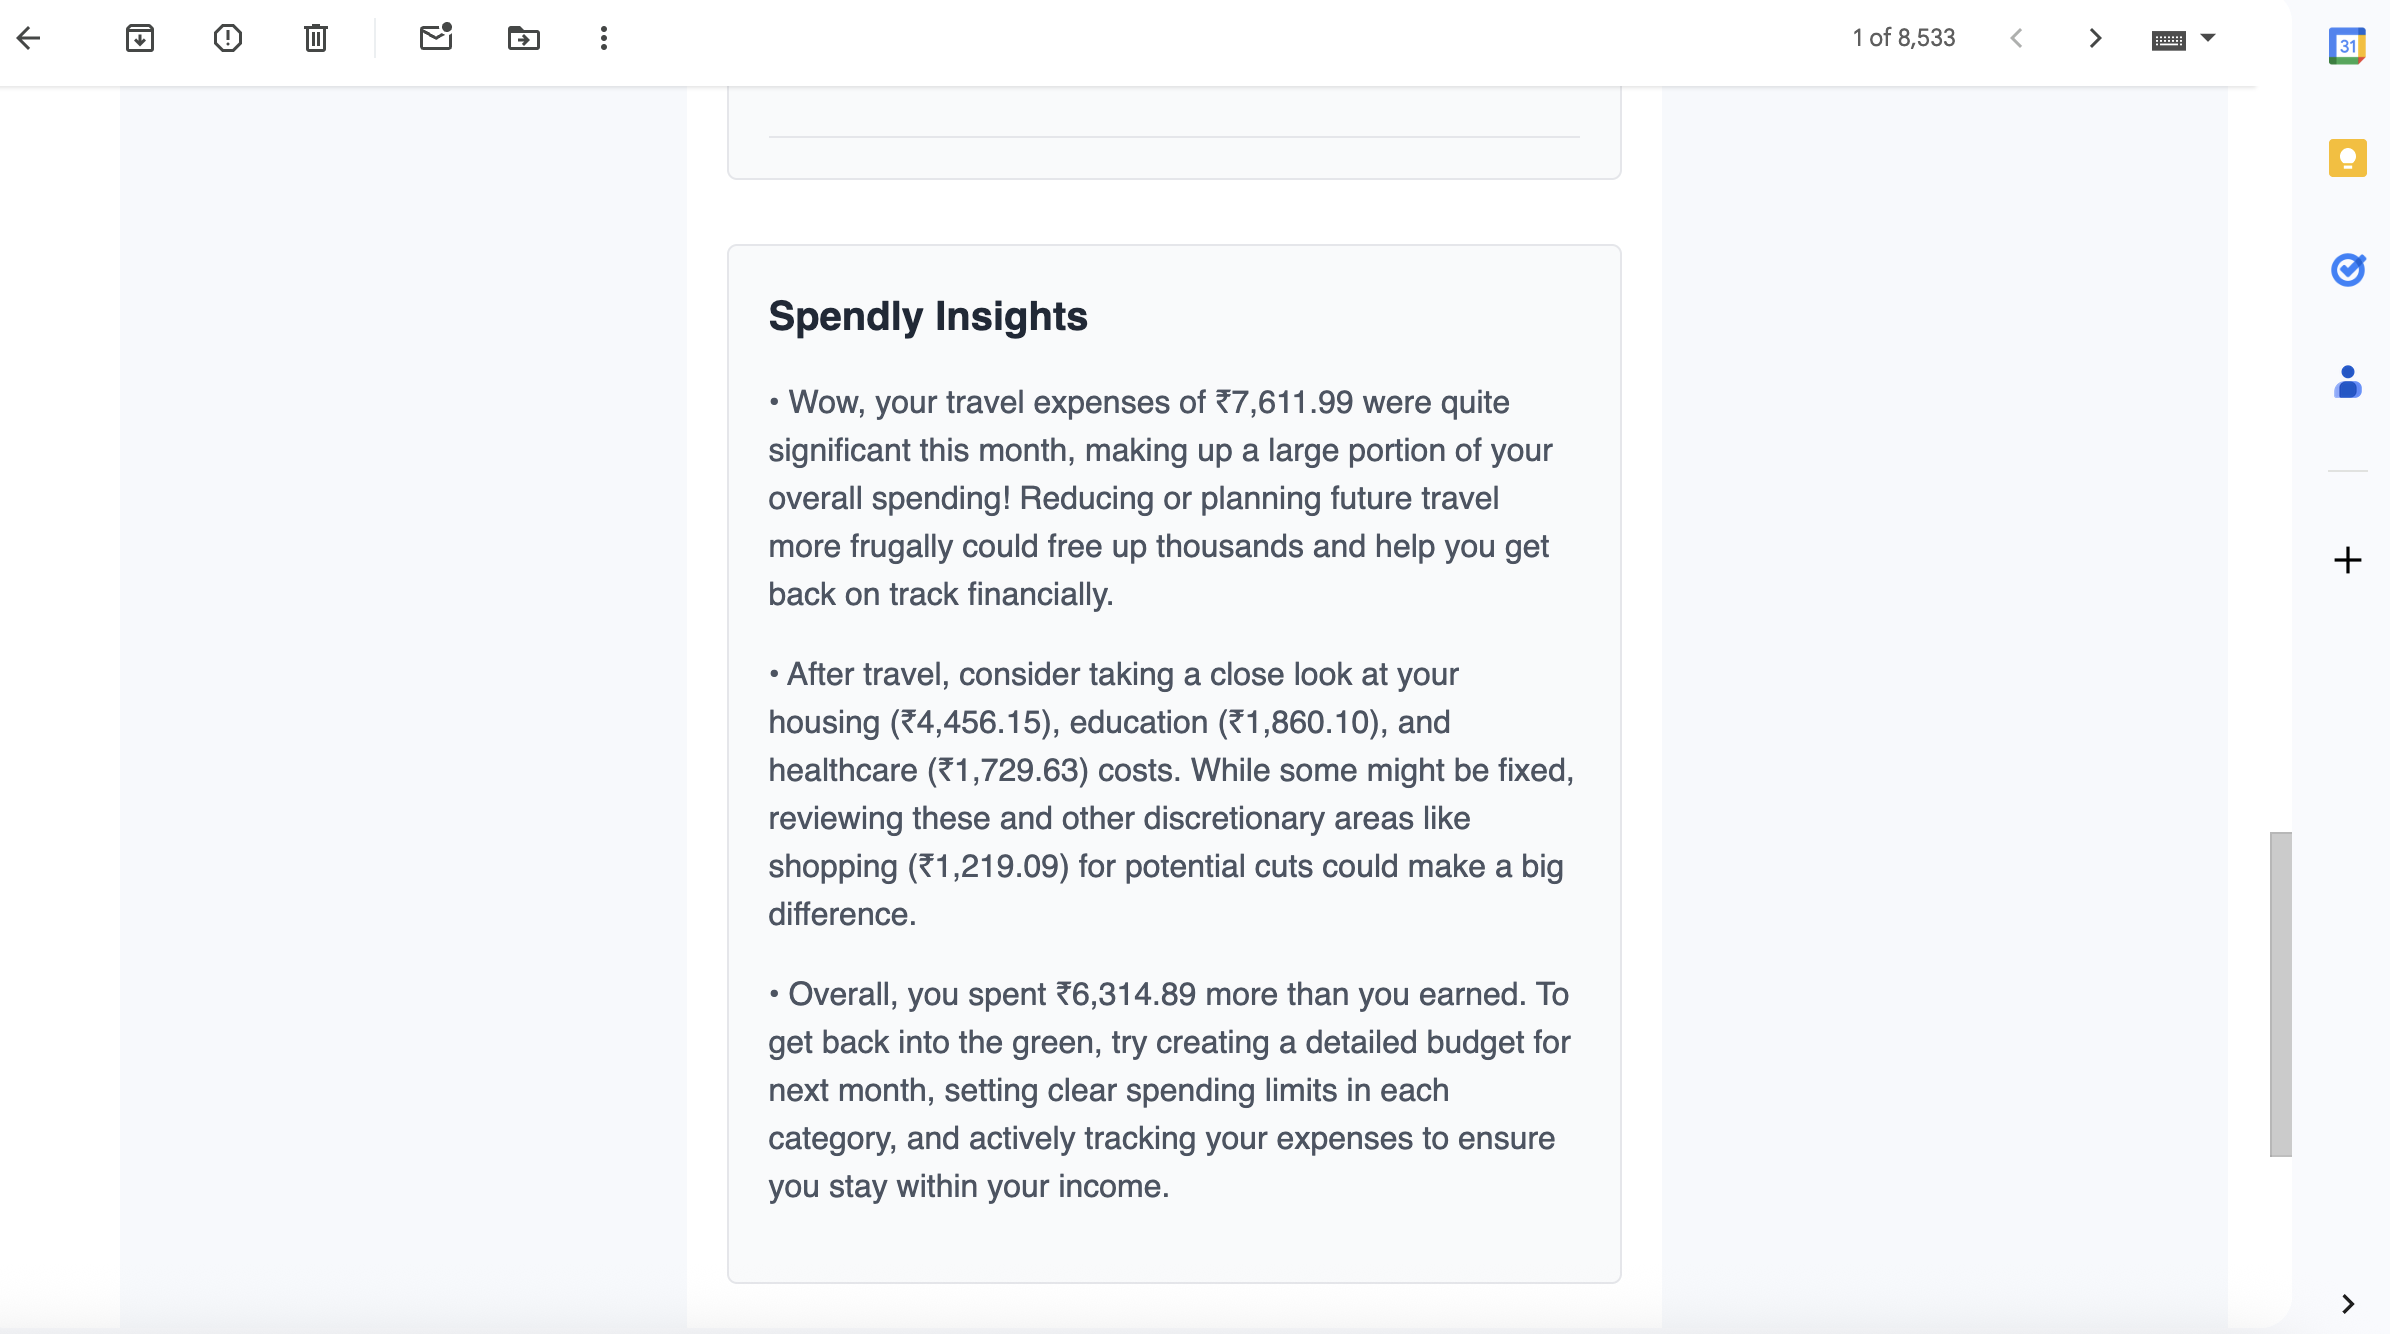 1 of 8,533
31
Spendly Insights
• Wow, your travel expenses of ₹7,611.99 were quite
significant this month, making up a large portion of your
overall spending! Reducing or planning future travel
more frugally could free up thousands and help you get
back on track financially.
• After travel, consider taking a close look at your
housing (₹4,456.15), education (₹1,860.10), and
healthcare (₹1,729.63) costs. While some might be fixed,
reviewing these and other discretionary areas like
shopping (₹1,219.09) for potential cuts could make a big
difference.
• Overall, you spent ₹6,314.89 more than you earned. To
get back into the green, try creating a detailed budget for
next month, setting clear spending limits in each
category, and actively tracking your expenses to ensure
you stay within your income.